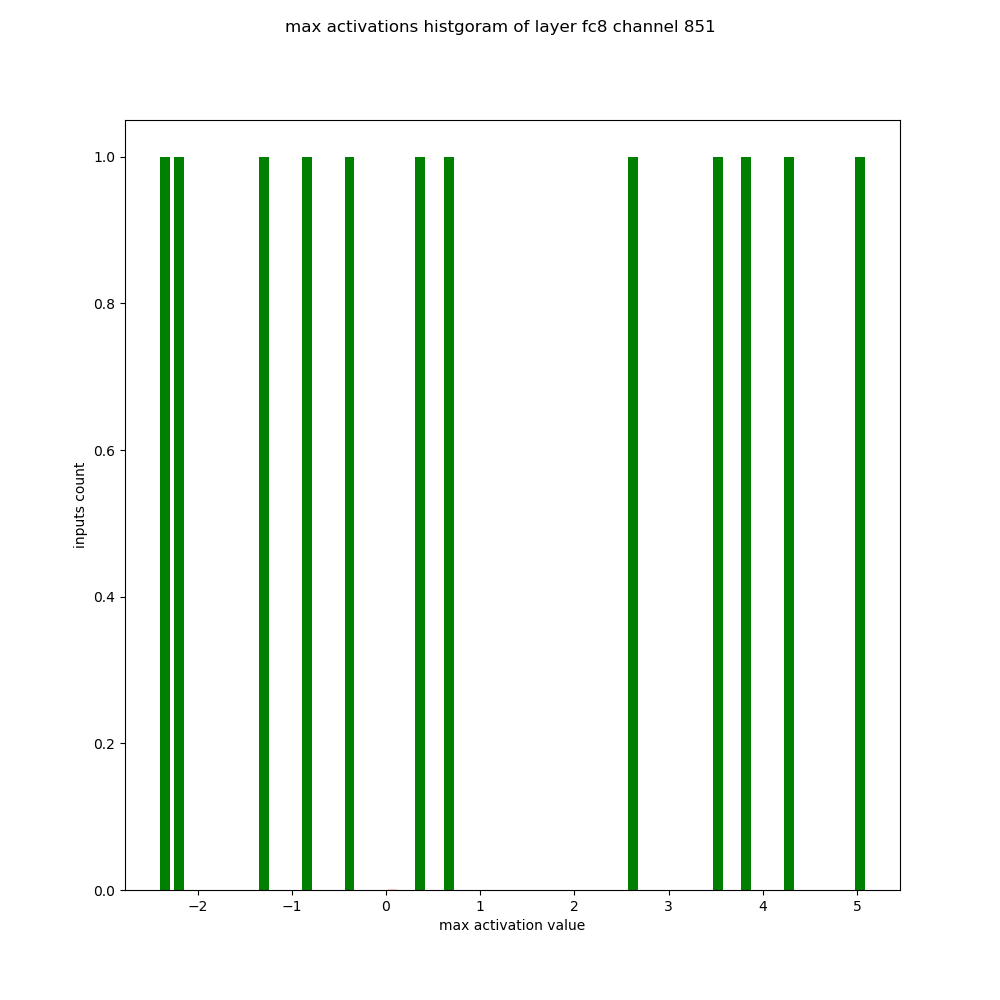 max activations histgoram of layer fc8 channel 851
1.0
0.8
0.6
0.4
0.2
0.0
inputs count
−2 −1 0 1 2 3 4 5
max activation value